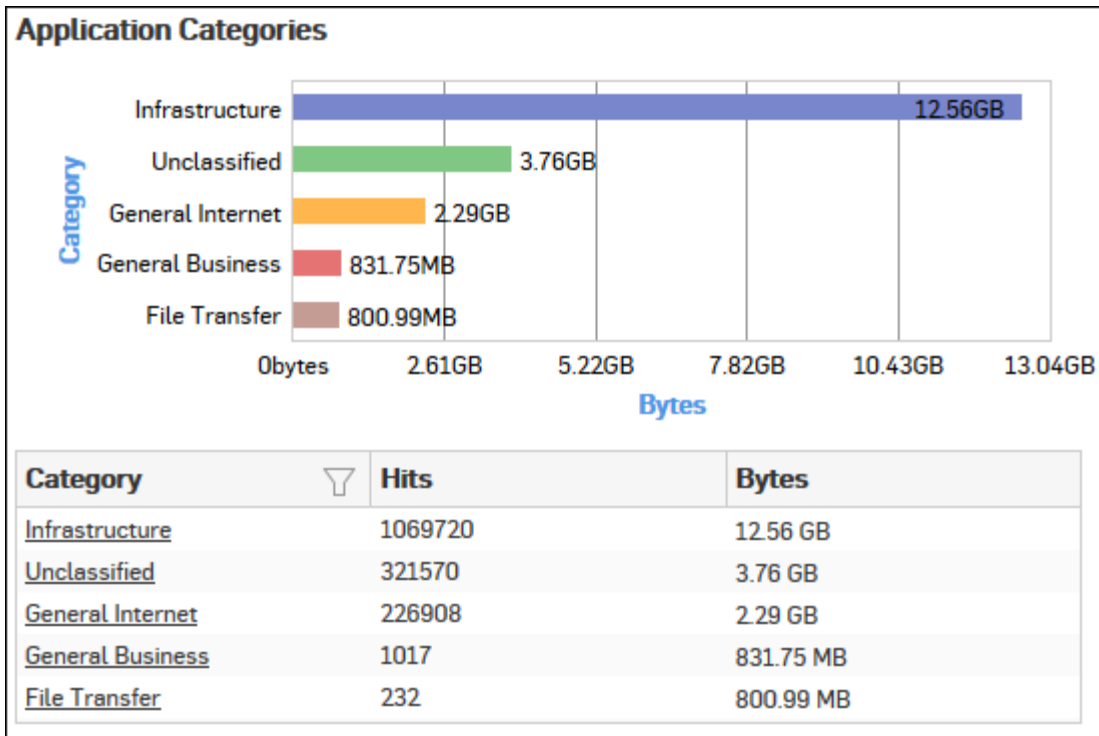 Application Categories
Infrastructure 12.56GB
Unclassified 3.76GB
Category
General Internet 2.29GB
General Business 831.75MB
File Transfer 800.99MB
0bytes 2.61GB 5.22GB 7.82GB 10.43GB 13.04GB
Bytes
Category Hits Bytes
Infrastructure 1069720 12.56 GB
Unclassified 321570 3.76 GB
General Internet 226908 2.29 GB
General Business 1017 831.75 MB
File Transfer 232 800.99 MB